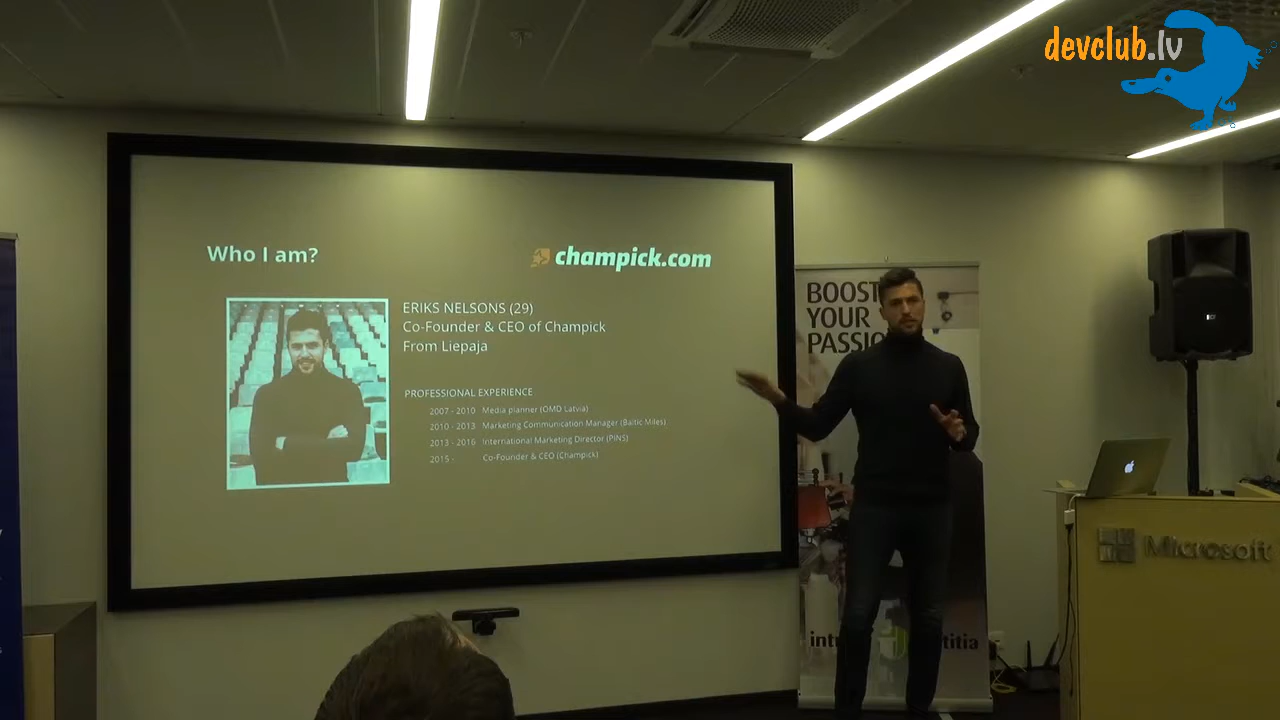 devclub.lv
Who I am?
champick.com
ERIKS NELSONS (29)
Co-Founder & CEO of Champick
From Liepaja
PROFESSIONAL EXPERIENCE
2007 - 2010 Media planner (OMD Latvia)
2010 - 2013 Marketing Communication Manager (Baltic Miles)
2013 - 2016 International Marketing Director (PINS)
2015 - Co-Founder & CEO (Champick)
BOOST
YOUR
PASSIO
titia
Microsoft